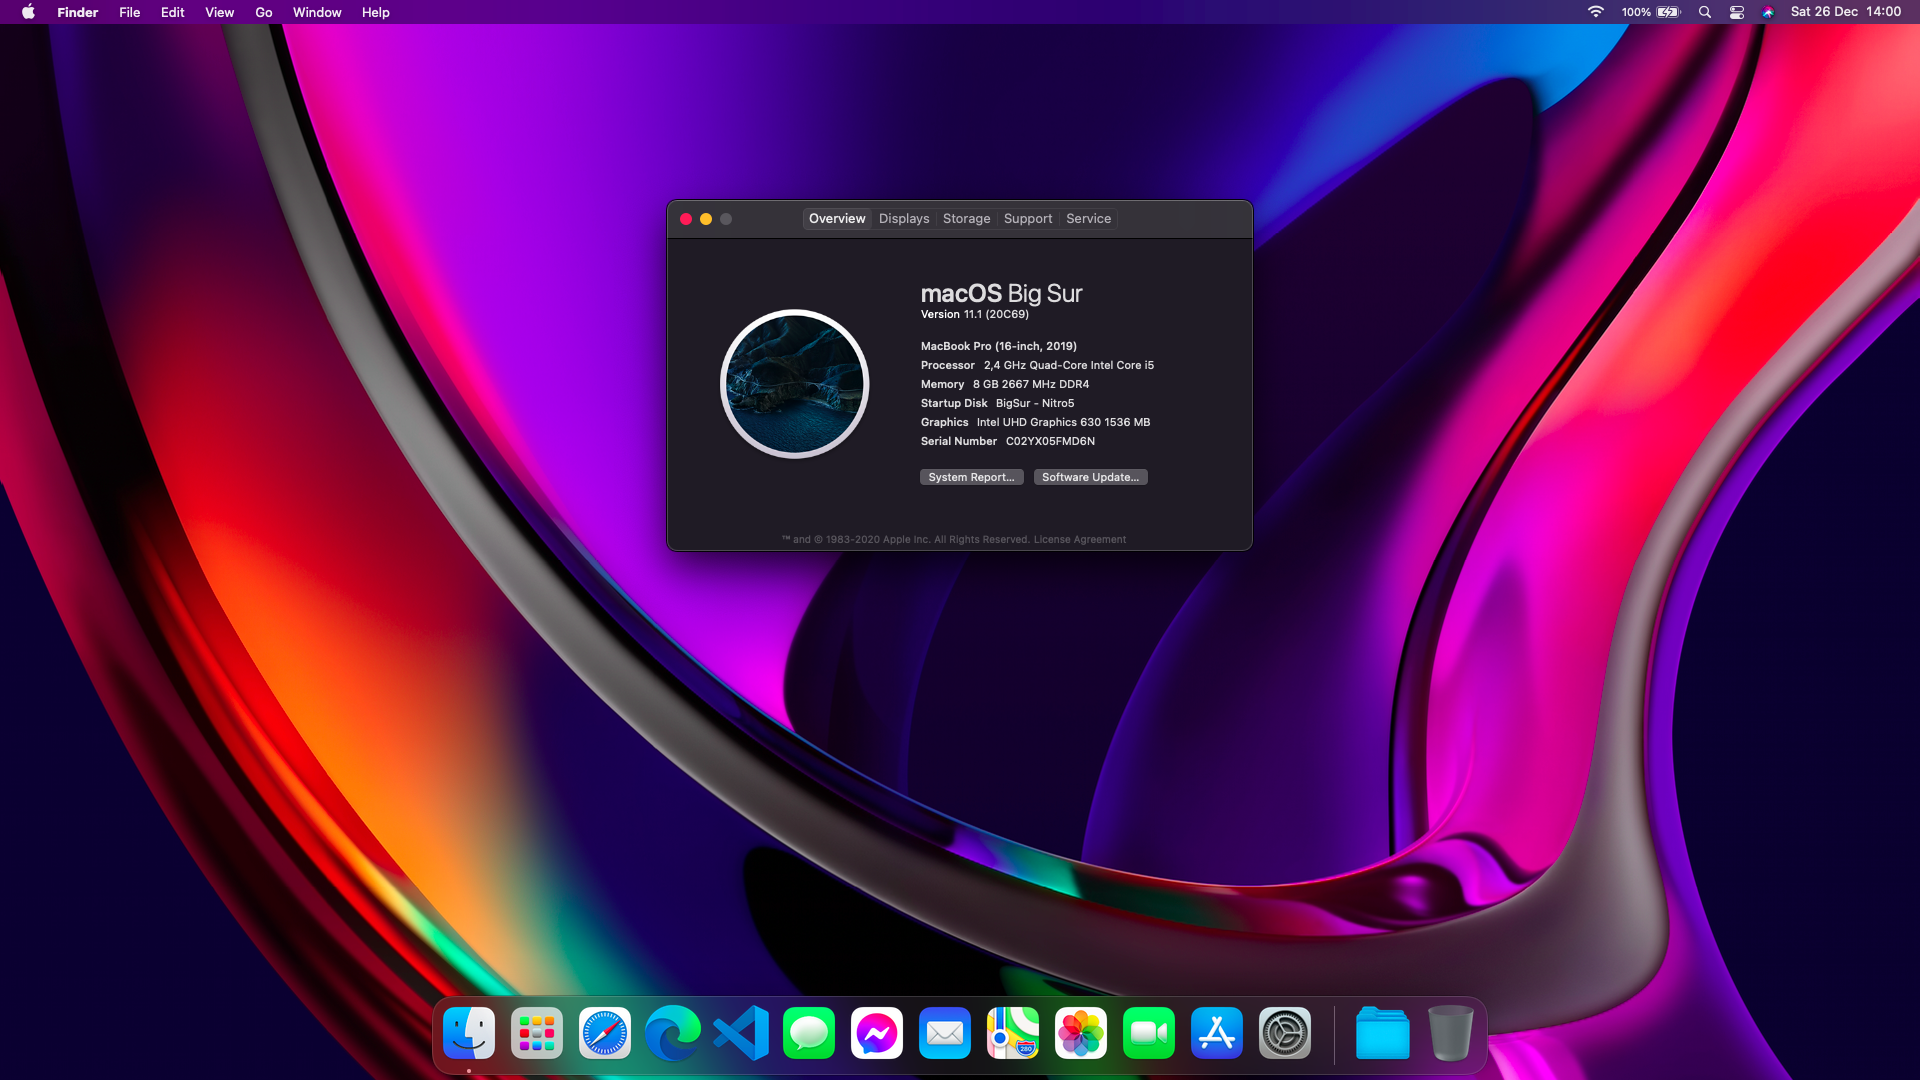 Finder File Edit View Go Window Help 100% Sat 26 Dec 14:00
Overview Displays Storage Support Service
macOS Big Sur
Version 11.1 (20C69)
MacBook Pro (16-inch, 2019)
Processor 2,4 GHz Quad-Core Intel Core i5
Memory 8 GB 2667 MHz DDR4
Startup Disk BigSur - Nitro5
Graphics Intel UHD Graphics 630 1536 MB
Serial Number C02YX05FMD6N
System Report... Software Update...
™ and © 1983-2020 Apple Inc. All Rights Reserved. License Agreement
280